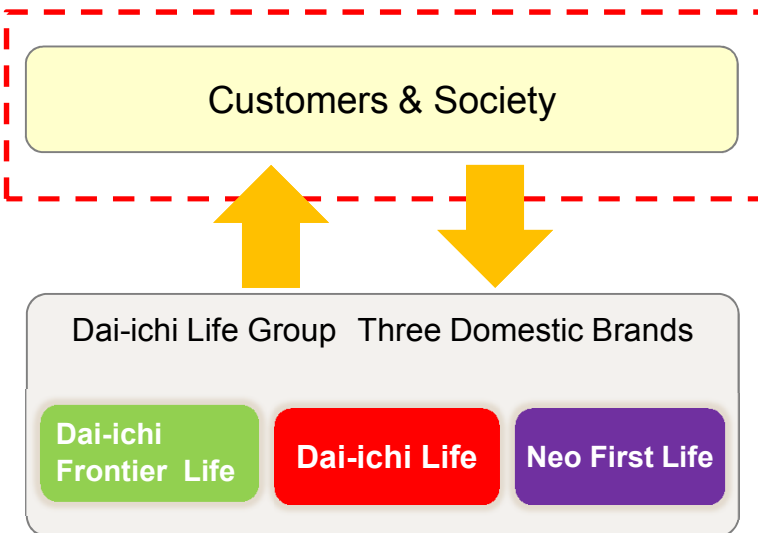 Customers & Society
Dai-ichi Life Group Three Domestic Brands
Dai-ichi
Frontier Life
Dai-ichi Life
Neo First Life